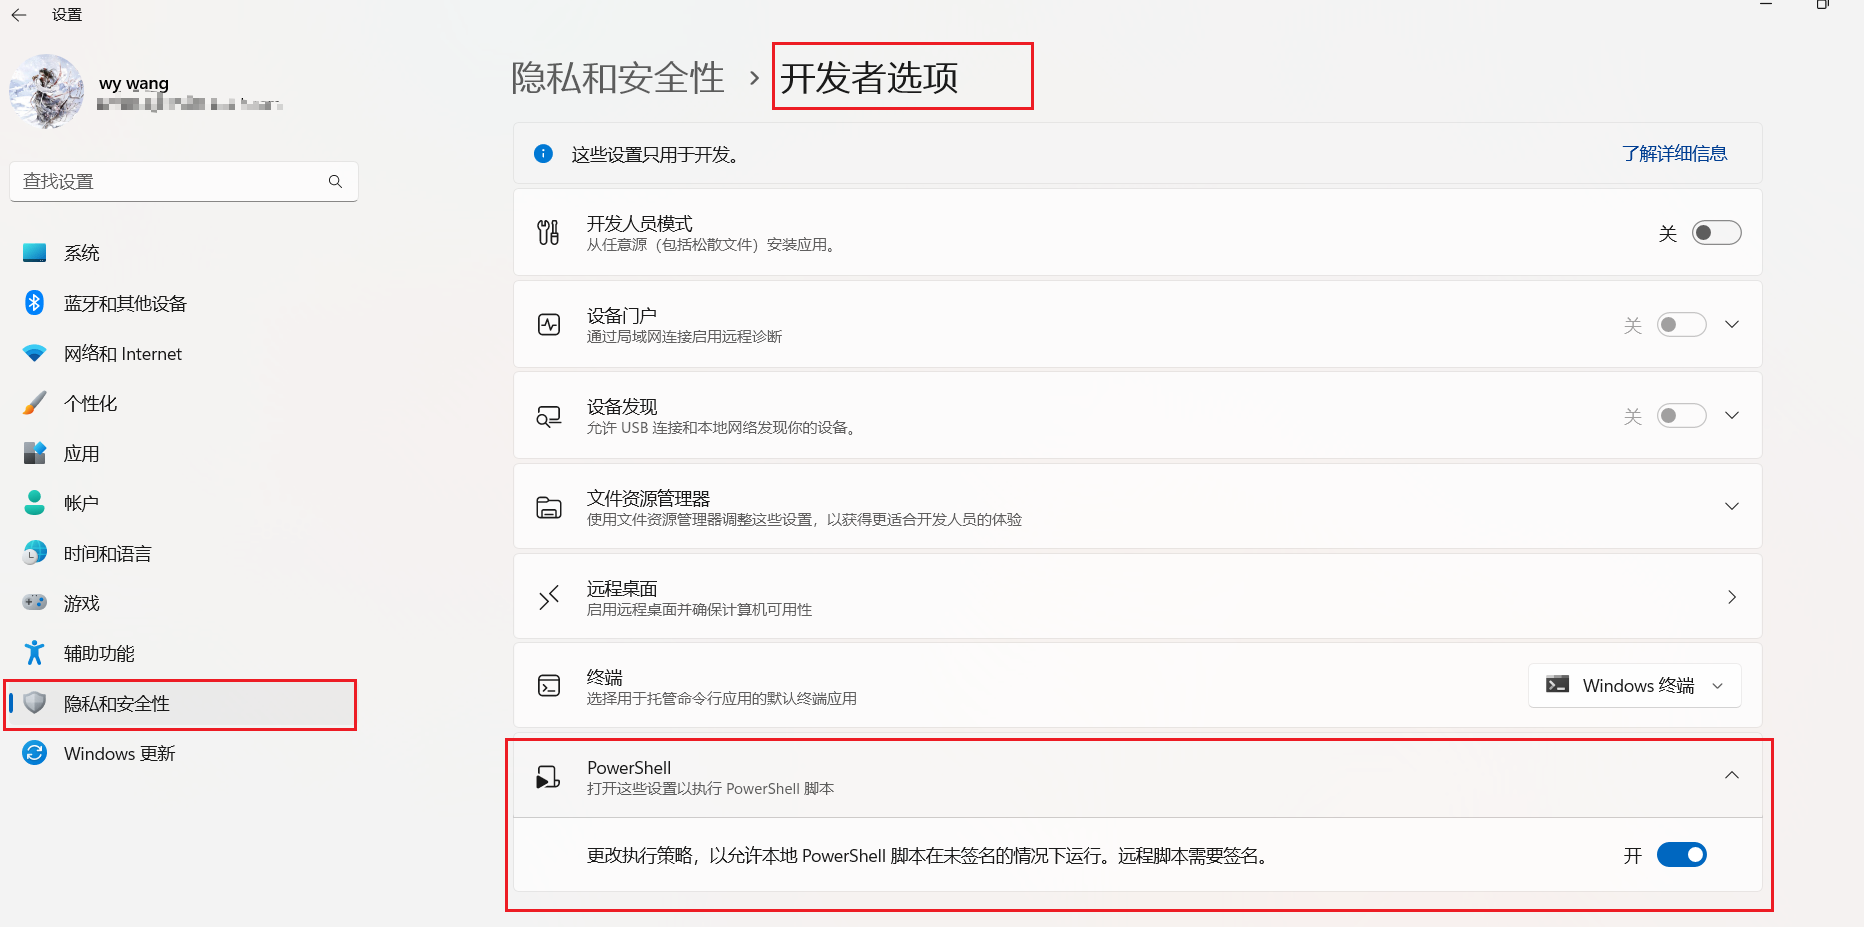 设置
wy wang
查找设置
系统
蓝牙和其他设备
网络和 Internet
个性化
应用
帐户
时间和语言
游戏
辅助功能
隐私和安全性
Windows 更新
隐私和安全性 › 开发者选项
这些设置只用于开发。
了解详细信息
开发人员模式
从任意源（包括松散文件）安装应用。
关
设备门户
通过局域网连接启用远程诊断
关
设备发现
允许 USB 连接和本地网络发现你的设备。
关
文件资源管理器
使用文件资源管理器调整这些设置，以获得更适合开发人员的体验
远程桌面
启用远程桌面并确保计算机可用性
终端
选择用于托管命令行应用的默认终端应用
Windows 终端
PowerShell
打开这些设置以执行 PowerShell 脚本
更改执行策略，以允许本地 PowerShell 脚本在未签名的情况下运行。远程脚本需要签名。
开